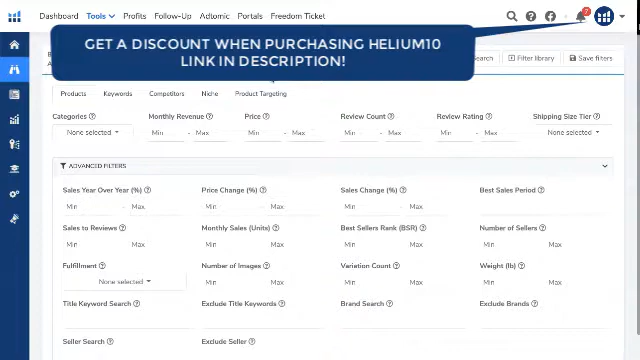 Dashboard Tools Profits Follow-Up Adtomic Portals Freedom Ticket 7
GET A DISCOUNT WHEN PURCHASING HELIUM10
LINK IN DESCRIPTION!
Search Filter library Save filters
Products Keywords Competitors Niche Product Targeting
Categories Monthly Revenue Price Review Count Review Rating Shipping Size Tier
None selected Min - Max Min - Max Min - Max Min - Max None selected
ADVANCED FILTERS
Sales Year Over Year (%) Price Change (%) Sales Change (%) Best Sales Period
Min - Max Min - Max Min - Max
Sales to Reviews Monthly Sales (Units) Best Sellers Rank (BSR) Number of Sellers
Min Max Min Max Min Max Min Max
Fulfillment Number of Images Variation Count Weight (lb)
None selected Min Max Min Max Min Max
Title Keyword Search Exclude Title Keywords Brand Search Exclude Brands
Seller Search Exclude Seller